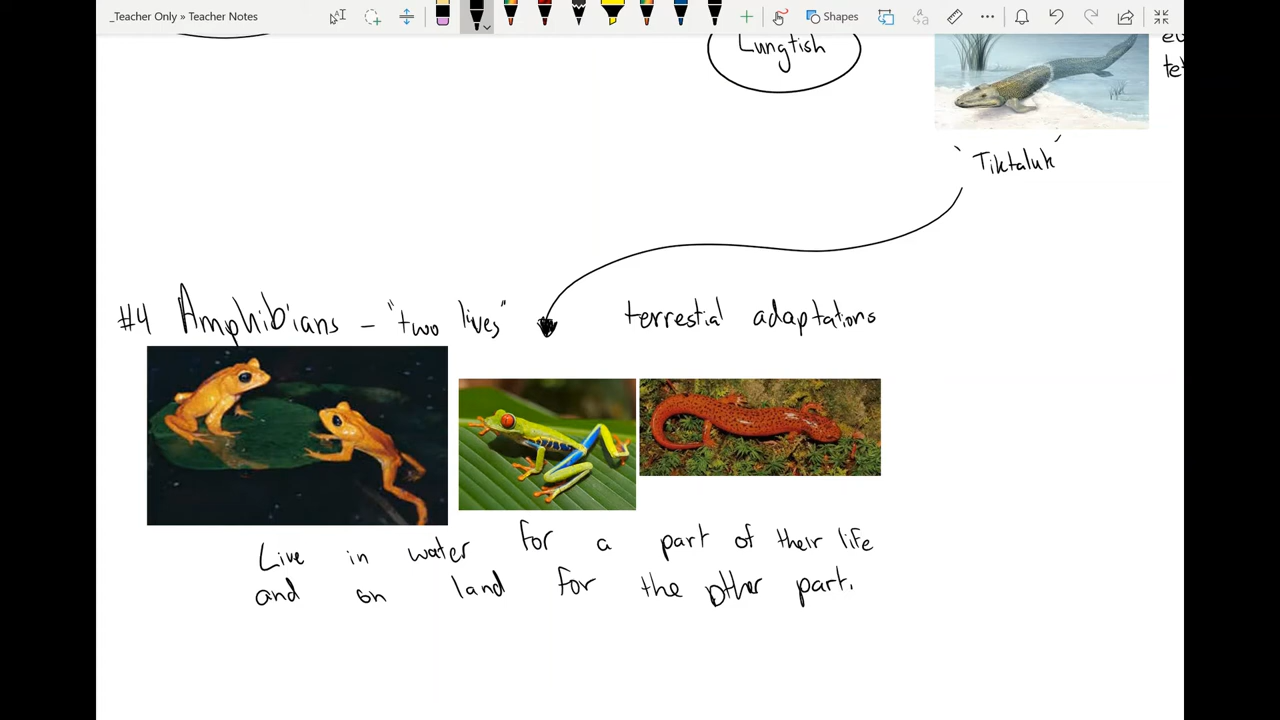 _Teacher Only » Teacher Notes
Shapes
Lungfish
"Tiktaluk"
#4 Amphibians - "two lives"
terrestial adaptations
Live in water for a part of their life
and on land for the other part.